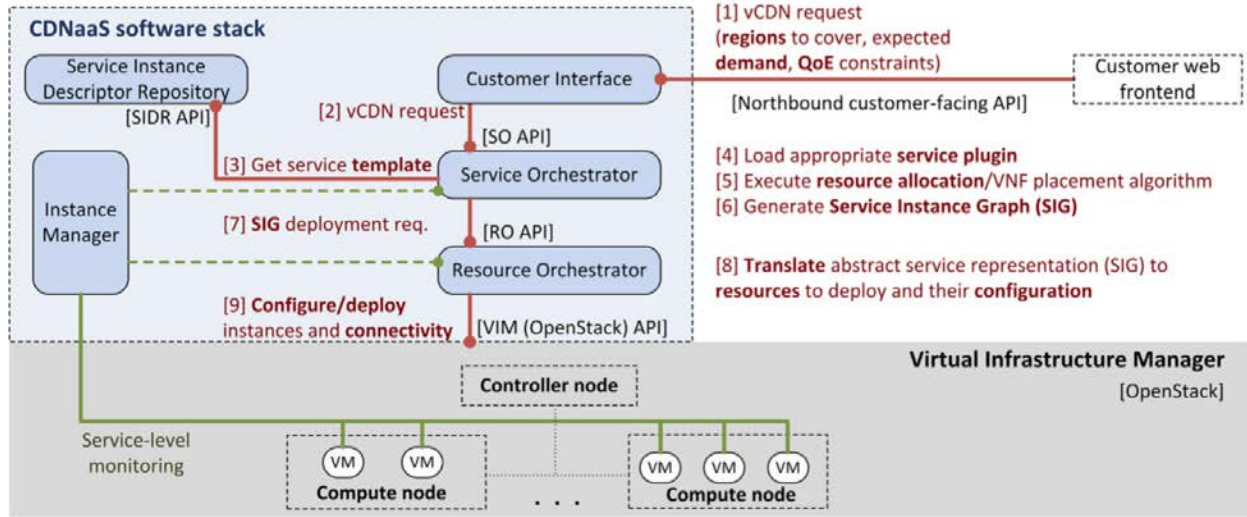 CDNaaS software stack
Service Instance
Descriptor Repository
[SIDR API]
Customer Interface
[1] vCDN request
(regions to cover, expected
demand, QoE constraints)
Customer web
frontend
[Northbound customer-facing API]
[2] vCDN request
[SO API]
[3] Get service template
Service Orchestrator
[4] Load appropriate service plugin
[5] Execute resource allocation/VNF placement algorithm
[6] Generate Service Instance Graph (SIG)
Instance
Manager
[7] SIG deployment req.
[RO API]
Resource Orchestrator
[8] Translate abstract service representation (SIG) to
resources to deploy and their configuration
[9] Configure/deploy
instances and connectivity
[VIM (OpenStack) API]
Virtual Infrastructure Manager
[OpenStack]
Controller node
Service-level
monitoring
VM
VM
Compute node
. . .
VM
VM
VM
Compute node